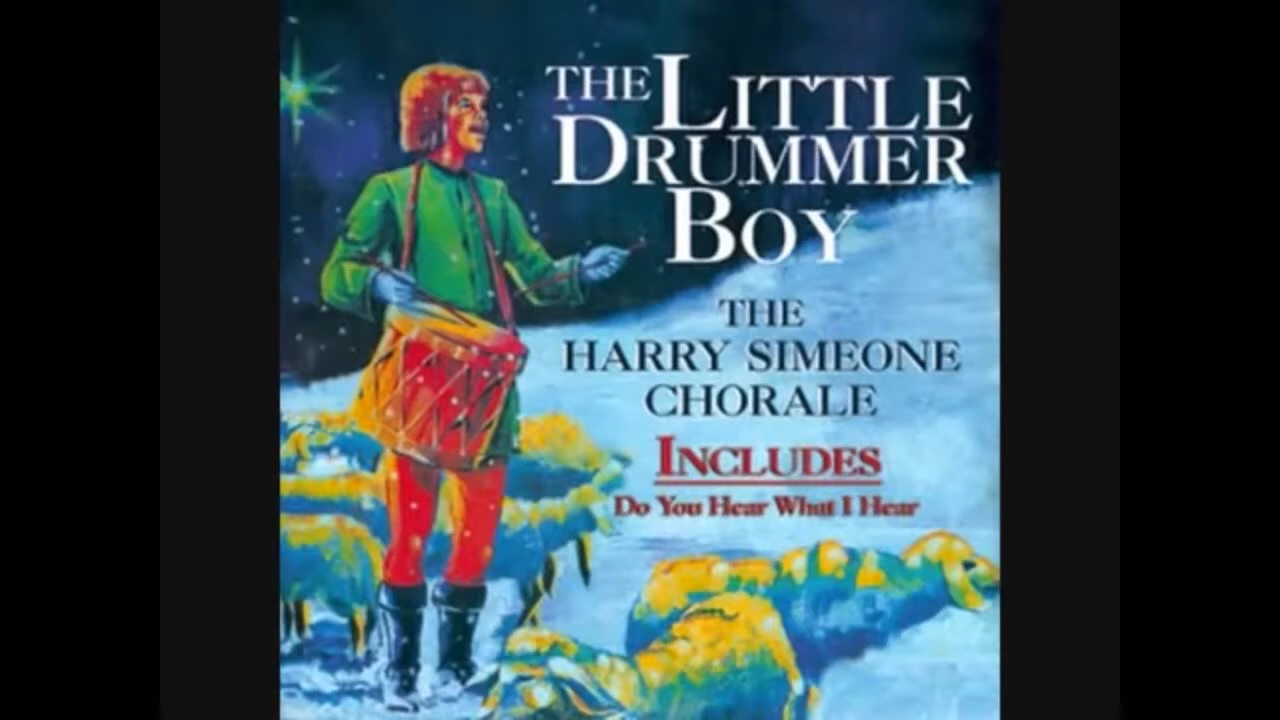 THE LITTLE
DRUMMER
BOY
THE
HARRY SIMEONE
CHORALE
INCLUDES
Do You Hear What I Hear